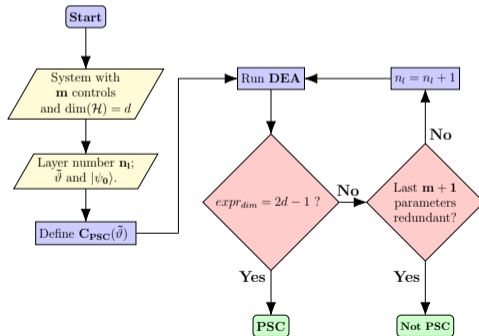 Start
System with
m controls
and dim(ℋ) = d
Layer number n_l;
ϑ̃ and |ψ_0⟩.
Define C_PSC(ϑ̃)
Run DEA
n_l = n_l + 1
expr_dim = 2d − 1 ?
No
Last m + 1
parameters
redundant?
No
Yes
Yes
PSC
Not PSC